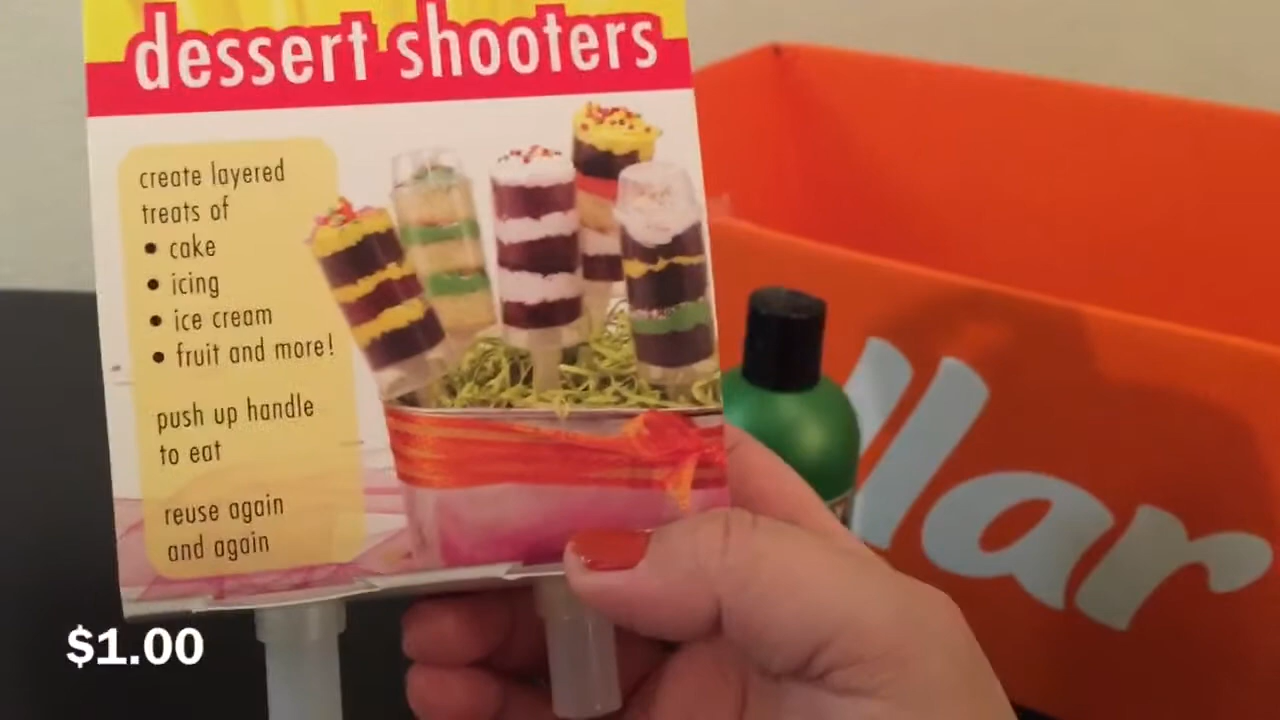 dessert shooters
create layered
treats of
• cake
• icing
• ice cream
• fruit and more!
push up handle
to eat
reuse again
and again
$1.00
llar